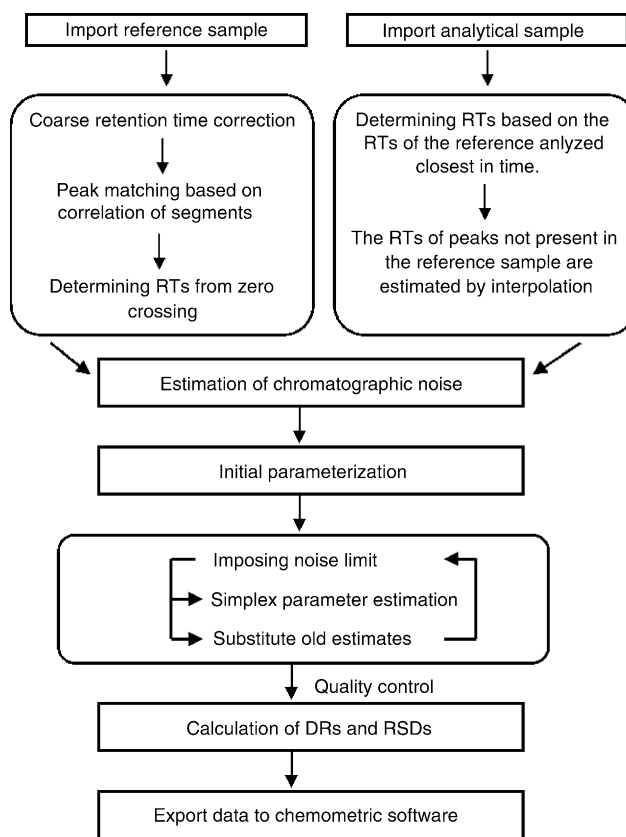 Import reference sample
Import analytical sample
Coarse retention time correction
Peak matching based on
correlation of segments
Determining RTs from zero
crossing
Determining RTs based on the
RTs of the reference anlyzed
closest in time.
The RTs of peaks not present in
the reference sample are
estimated by interpolation
Estimation of chromatographic noise
Initial parameterization
Imposing noise limit
Simplex parameter estimation
Substitute old estimates
Quality control
Calculation of DRs and RSDs
Export data to chemometric software